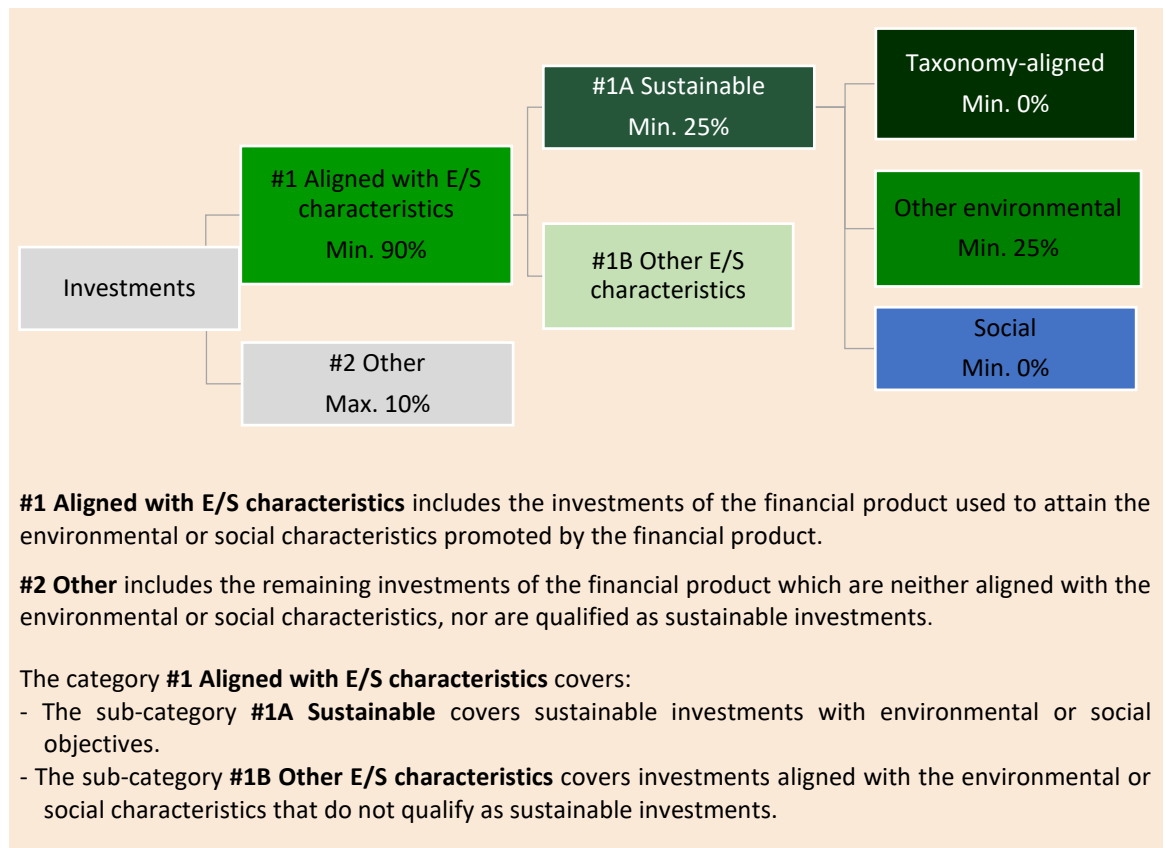 Taxonomy-aligned
Min. 0%
#1A Sustainable
Min. 25%
#1 Aligned with E/S
characteristics
Min. 90%
Other environmental
Min. 25%
#1B Other E/S
characteristics
Investments
Social
Min. 0%
#2 Other
Max. 10%
#1 Aligned with E/S characteristics includes the investments of the financial product used to attain the
environmental or social characteristics promoted by the financial product.
#2 Other includes the remaining investments of the financial product which are neither aligned with the
environmental or social characteristics, nor are qualified as sustainable investments.
The category #1 Aligned with E/S characteristics covers:
- The sub-category #1A Sustainable covers sustainable investments with environmental or social
objectives.
- The sub-category #1B Other E/S characteristics covers investments aligned with the environmental or
social characteristics that do not qualify as sustainable investments.